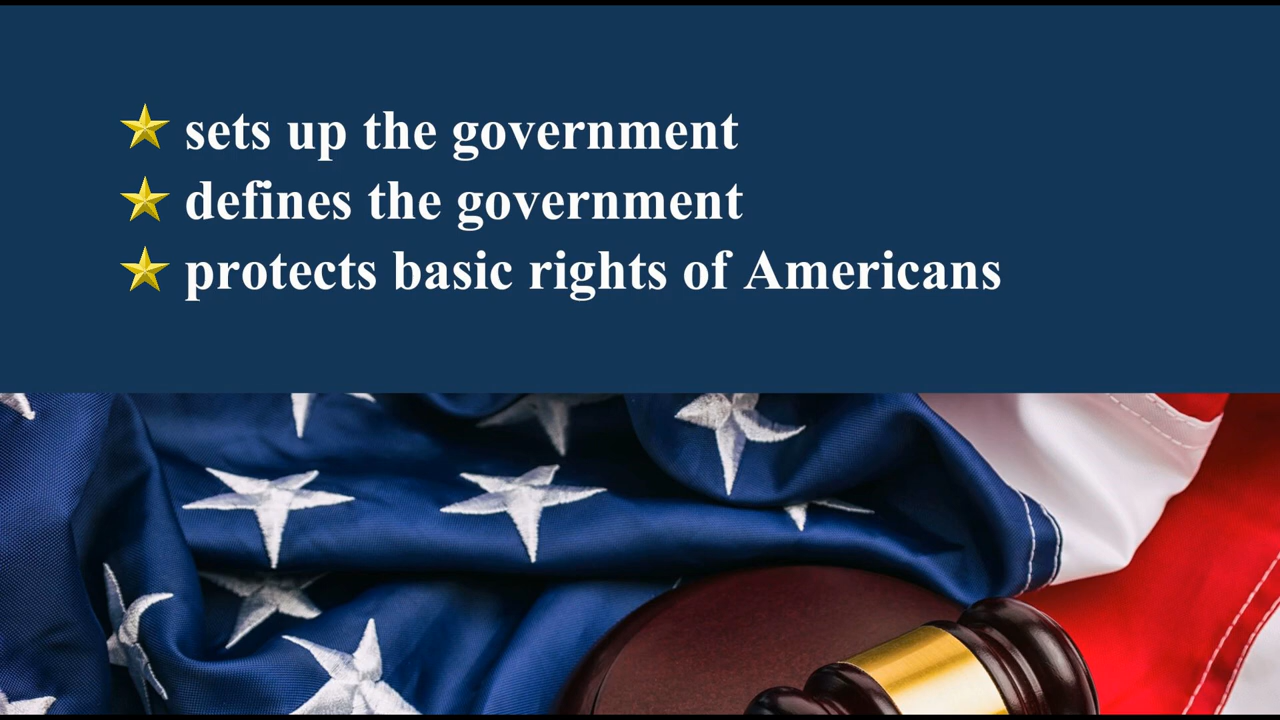 sets up the government
defines the government
protects basic rights of Americans